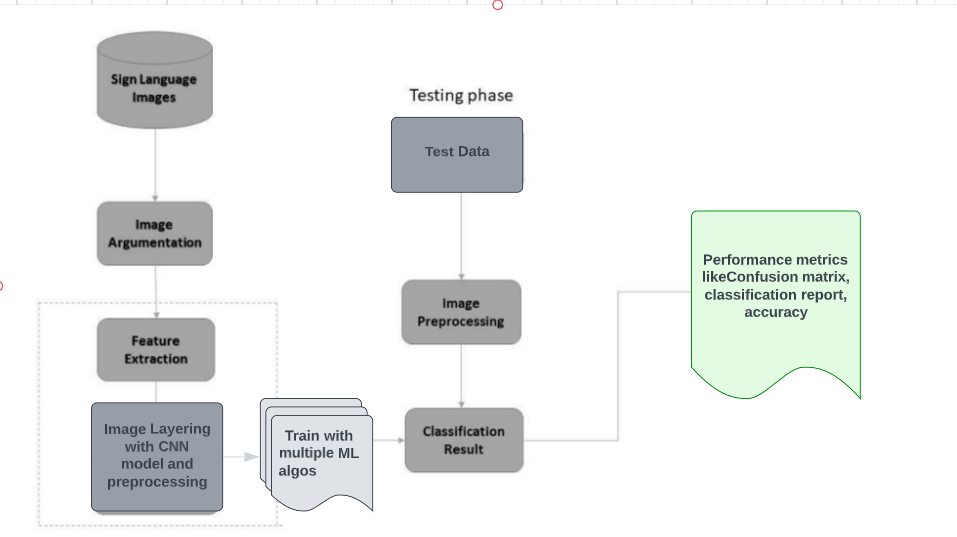 Sign Language
Images
Image
Argumentation
Feature
Extraction
Image Layering
with CNN
model and
preprocessing
Train with
multiple ML
algos
Testing phase
Test Data
Image
Preprocessing
Classification
Result
Performance metrics
likeConfusion matrix,
classification report,
accuracy